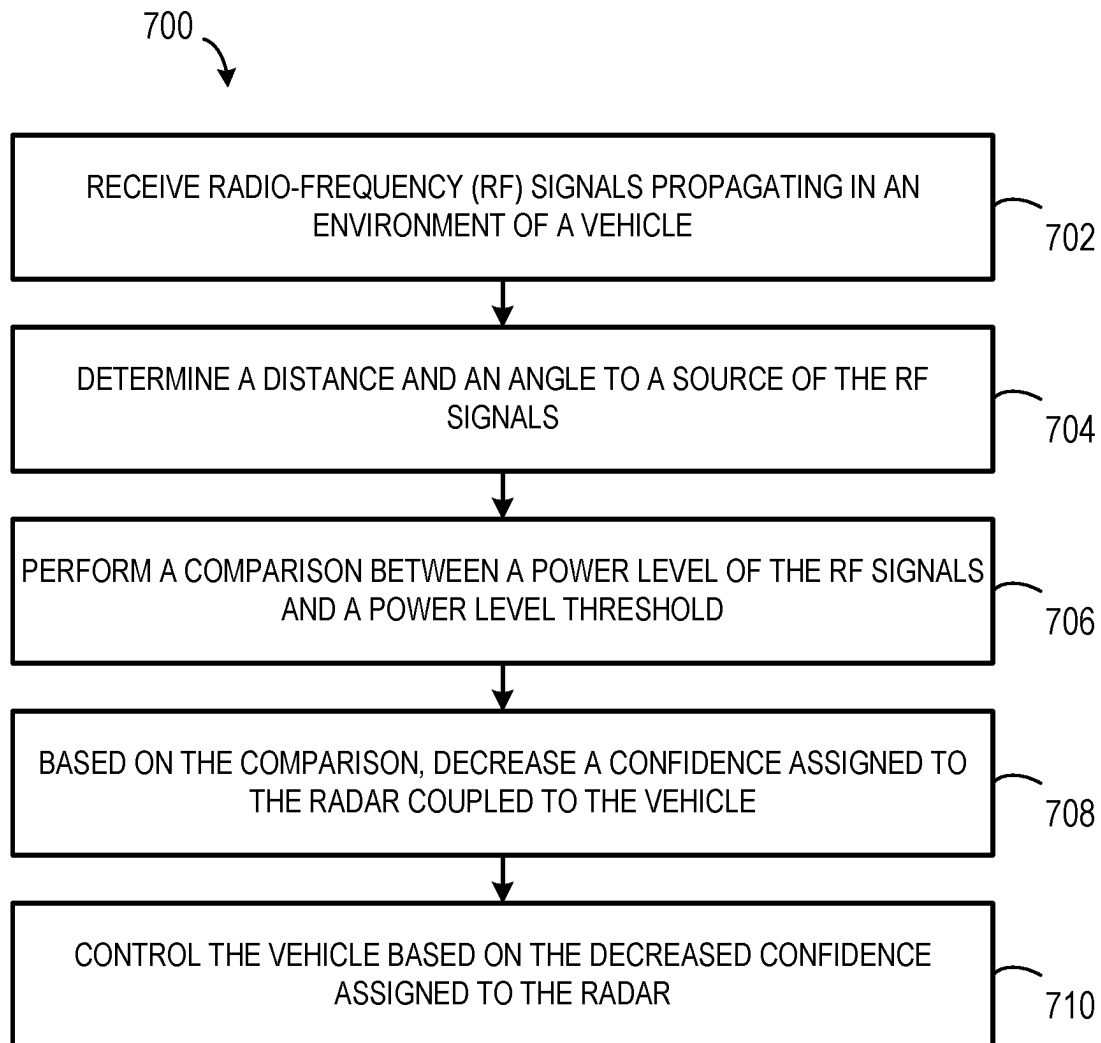 700
RECEIVE RADIO-FREQUENCY (RF) SIGNALS PROPAGATING IN AN
ENVIRONMENT OF A VEHICLE
702
DETERMINE A DISTANCE AND AN ANGLE TO A SOURCE OF THE RF
SIGNALS
704
PERFORM A COMPARISON BETWEEN A POWER LEVEL OF THE RF SIGNALS
AND A POWER LEVEL THRESHOLD
706
BASED ON THE COMPARISON, DECREASE A CONFIDENCE ASSIGNED TO
THE RADAR COUPLED TO THE VEHICLE
708
CONTROL THE VEHICLE BASED ON THE DECREASED CONFIDENCE
ASSIGNED TO THE RADAR
710